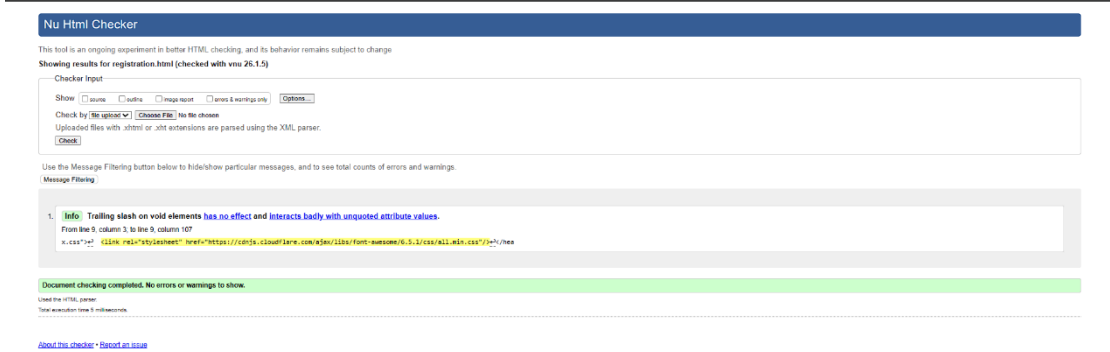 Nu Html Checker
This tool is an ongoing experiment in better HTML checking, and its behavior remains subject to change
Showing results for registration.html (checked with vnu 26.1.5)
Checker Input
Show source outline image report errors & warnings only Options...
Check by file upload Choose File No file chosen
Uploaded files with .xhtml or .xht extensions are parsed using the XML parser.
Check
Use the Message Filtering button below to hide/show particular messages, and to see total counts of errors and warnings.
Message Filtering
1. Info Trailing slash on void elements has no effect and interacts badly with unquoted attribute values.
From line 9, column 3; to line 9, column 107
x.css">↩ <link rel="stylesheet" href="https://cdnjs.cloudflare.com/ajax/libs/font-awesome/6.5.1/css/all.min.css"/>↩</hea
Document checking completed. No errors or warnings to show.
Used the HTML parser.
Total execution time 5 milliseconds.
About this checker • Report an issue